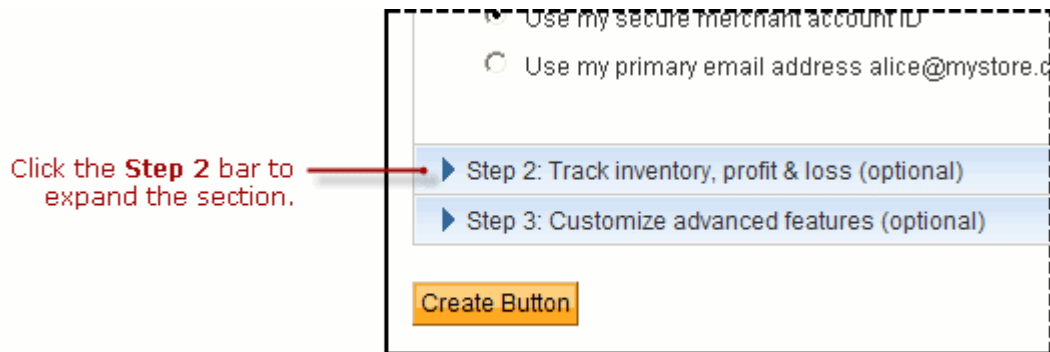 Use my secure merchant account ID
Use my primary email address alice@mystore.c
Click the Step 2 bar to
expand the section.
Step 2: Track inventory, profit & loss (optional)
Step 3: Customize advanced features (optional)
Create Button